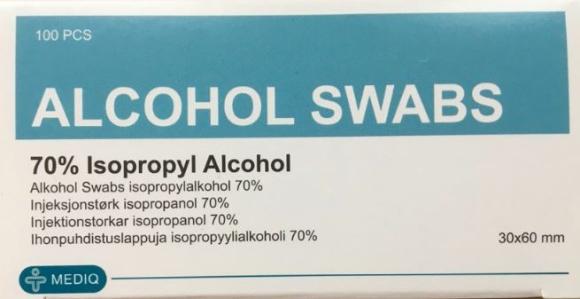 100 PCS
ALCOHOL SWABS
70% Isopropyl Alcohol
Alkohol Swabs isopropylalkohol 70%
Injeksjonstørk isopropanol 70%
Injektionstorkar isopropanol 70%
Ihonpuhdistuslappuja isopropyylialkoholi 70%
30x60 mm
MEDIQ